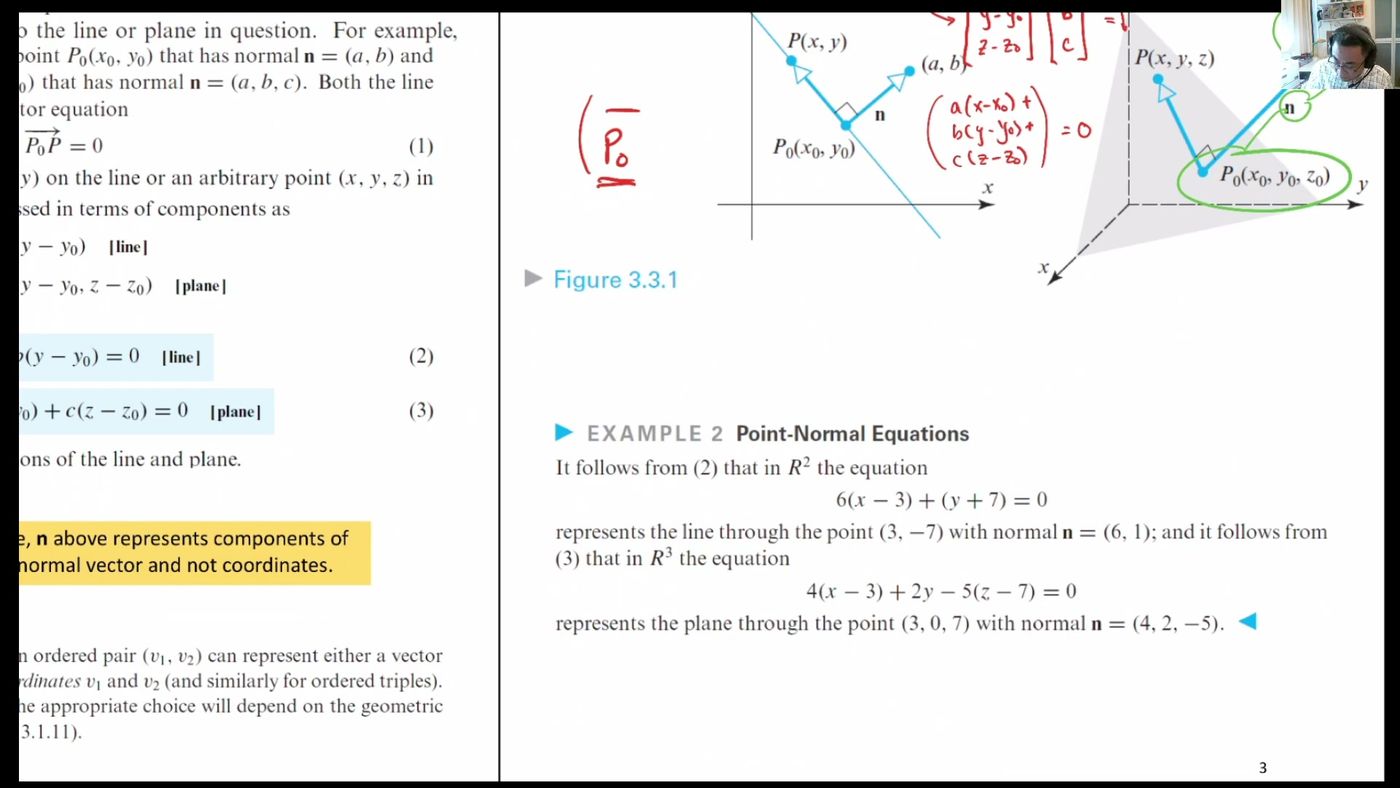 o the line or plane in question. For example,
point P₀(x₀, y₀) that has normal n = (a, b) and
₀) that has normal n = (a, b, c). Both the line
tor equation
P₀P = 0 (1)
y) on the line or an arbitrary point (x, y, z) in
ssed in terms of components as
y − y₀) [line]
y − y₀, z − z₀) [plane]
(y − y₀) = 0 [line] (2)
₀) + c(z − z₀) = 0 [plane] (3)
ons of the line and plane.
e, n above represents components of
normal vector and not coordinates.
n ordered pair (v₁, v₂) can represent either a vector
rdinates v₁ and v₂ (and similarly for ordered triples).
he appropriate choice will depend on the geometric
3.1.11).
(P₀
P(x, y)
(a, b)
n
P₀(x₀, y₀)
x
y-y₀ b
z-z₀ c
a(x-x₀) +
b(y-y₀) + = 0
c(z-z₀)
P(x, y, z)
n
P₀(x₀, y₀, z₀)
y
x
Figure 3.3.1
EXAMPLE 2 Point-Normal Equations
It follows from (2) that in R² the equation
6(x − 3) + (y + 7) = 0
represents the line through the point (3, −7) with normal n = (6, 1); and it follows from
(3) that in R³ the equation
4(x − 3) + 2y − 5(z − 7) = 0
represents the plane through the point (3, 0, 7) with normal n = (4, 2, −5).
3